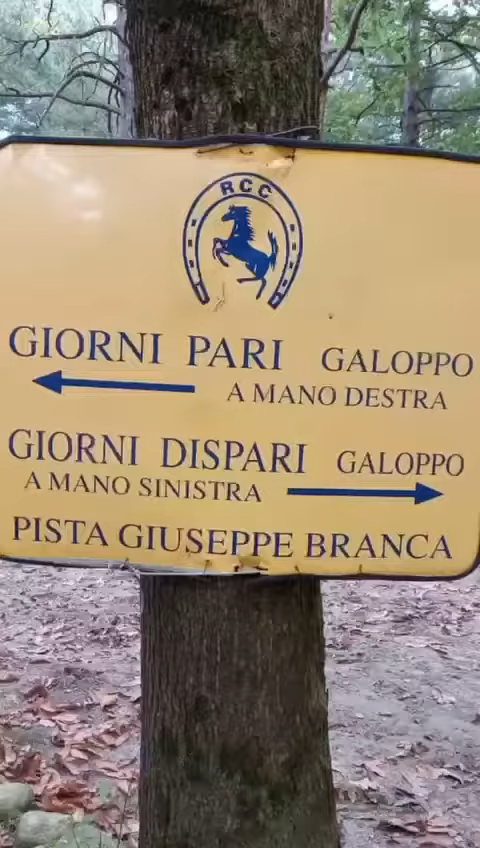 RCC
GIORNI PARI GALOPPO
A MANO DESTRA
GIORNI DISPARI GALOPPO
A MANO SINISTRA
PISTA GIUSEPPE BRANCA